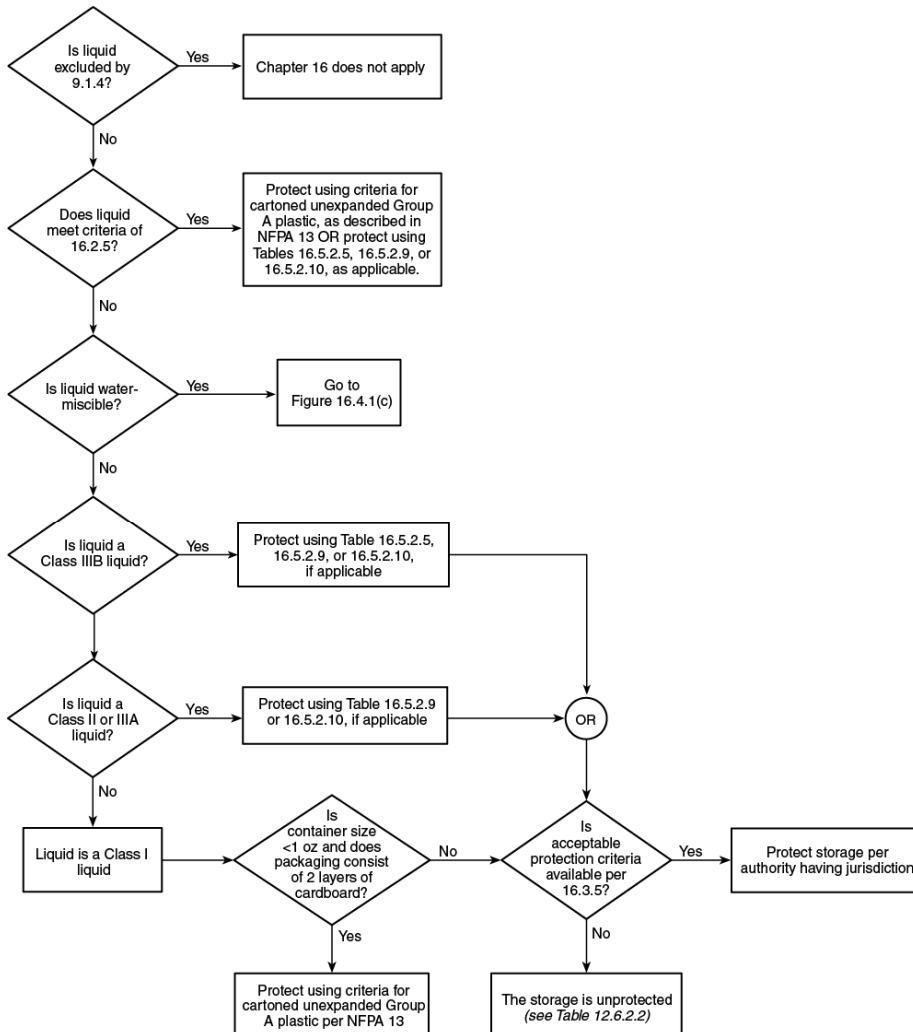 Is liquid
excluded by
9.1.4?
Yes
Chapter 16 does not apply
No
Does liquid
meet criteria of
16.2.5?
Yes
Protect using criteria for
cartoned unexpanded Group
A plastic, as described in
NFPA 13 OR protect using
Tables 16.5.2.5, 16.5.2.9, or
16.5.2.10, as applicable.
No
Is liquid water-
miscible?
Yes
Go to
Figure 16.4.1(c)
No
Is liquid a
Class IIIB liquid?
Yes
Protect using Table 16.5.2.5,
16.5.2.9, or 16.5.2.10,
if applicable
Is liquid a
Class II or IIIA
liquid?
Yes
Protect using Table 16.5.2.9
or 16.5.2.10, if applicable
OR
No
Liquid is a Class I
liquid
Is
container size
<1 oz and does
packaging consist
of 2 layers of
cardboard?
No
Is
acceptable
protection criteria
available per
16.3.5?
Yes
Protect storage per
authority having jurisdiction
Yes
Protect using criteria for
cartoned unexpanded Group
A plastic per NFPA 13
No
The storage is unprotected
(see Table 12.6.2.2)